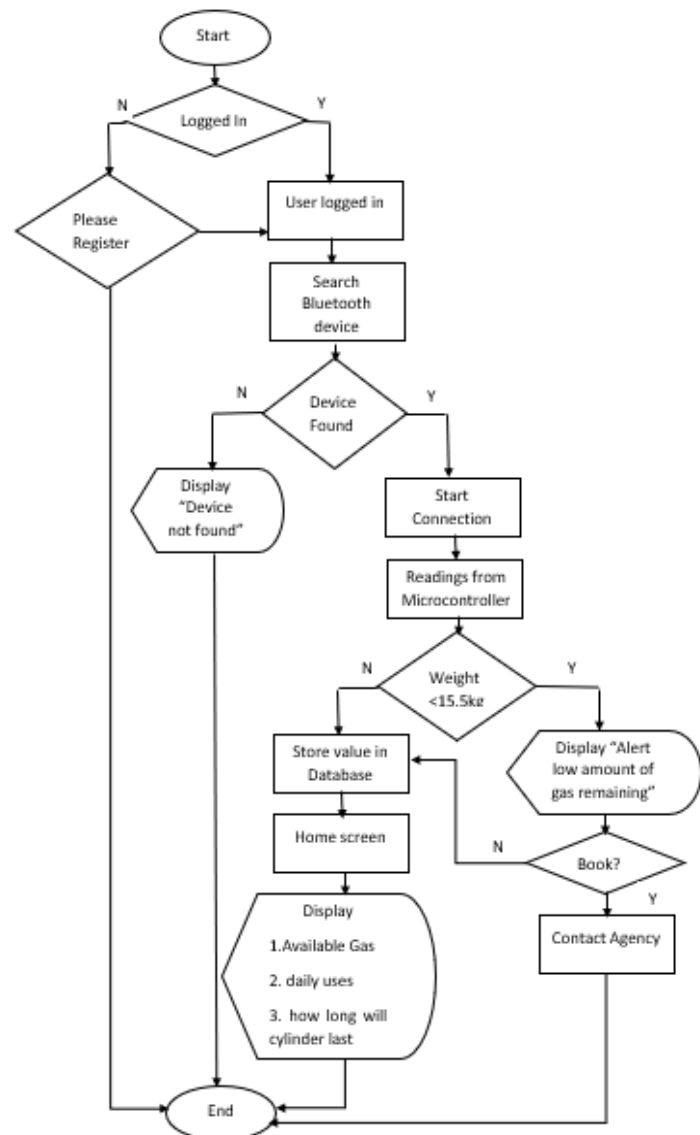 Start
N
Y
Logged In
Please
Register
User logged in
Search
Bluetooth
device
N
Y
Device
Found
Display
“Device
not found”
Start
Connection
Readings from
Microcontroller
N
Y
Weight
<15.5kg
Store value in
Database
Display “Alert
low amount of
gas remaining”
Home screen
N
Book?
Y
Display
1.Available Gas
2. daily uses
3. how long will
cylinder last
Contact Agency
End